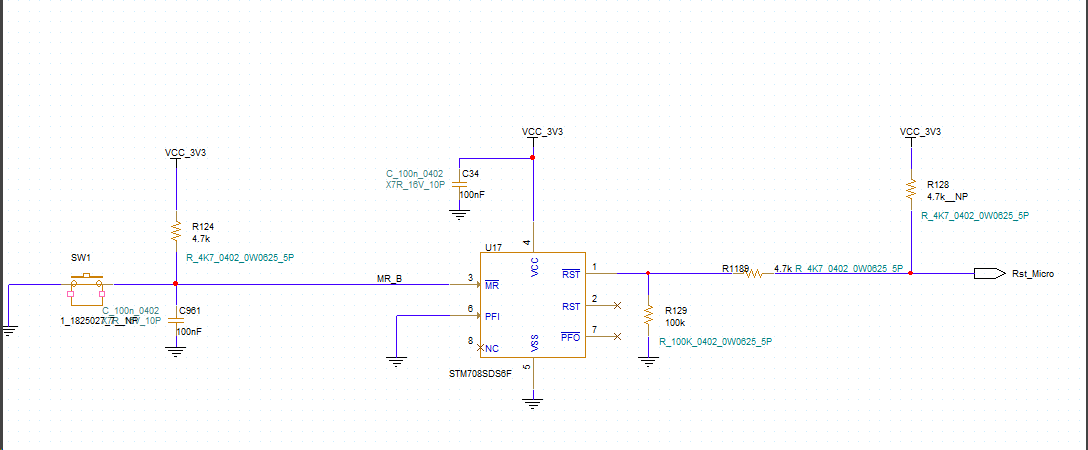 VCC_3V3
VCC_3V3
VCC_3V3
C_100n_0402
X7R_16V_10P
C34
100nF
R128
4.7k__NP
R_4K7_0402_0W0625_5P
R124
4.7k
R_4K7_0402_0W0625_5P
U17
4
VCC
SW1
MR_B
3
MR
RST
1
R1189
4.7k
R_4K7_0402_0W0625_5P
Rst_Micro
C_100n_0402
C961
100nF
6
PFI
RST
2
R129
100k
R_100K_0402_0W0625_5P
8
NC
PFO
7
VSS
5
STM708SDS6F